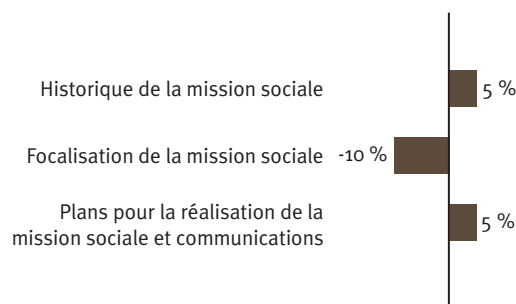 Historique de la mission sociale
5 %
Focalisation de la mission sociale
-10 %
Plans pour la réalisation de la
mission sociale et communications
5 %